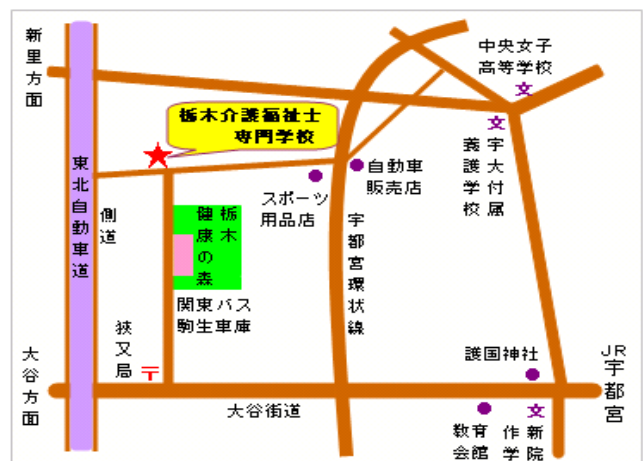 新里方面
東北自動車道
側道
栃木介護福祉士
専門学校
中央女子
高等学校
文
文
宇大付属
養護学校
自動車
販売店
スポーツ
用品店
宇都宮環状線
栃木
健康の森
関東バス
駒生車庫
狭又局
〒
大谷方面
大谷街道
護国神社
JR宇都宮
教育
会館
文
作新
学院